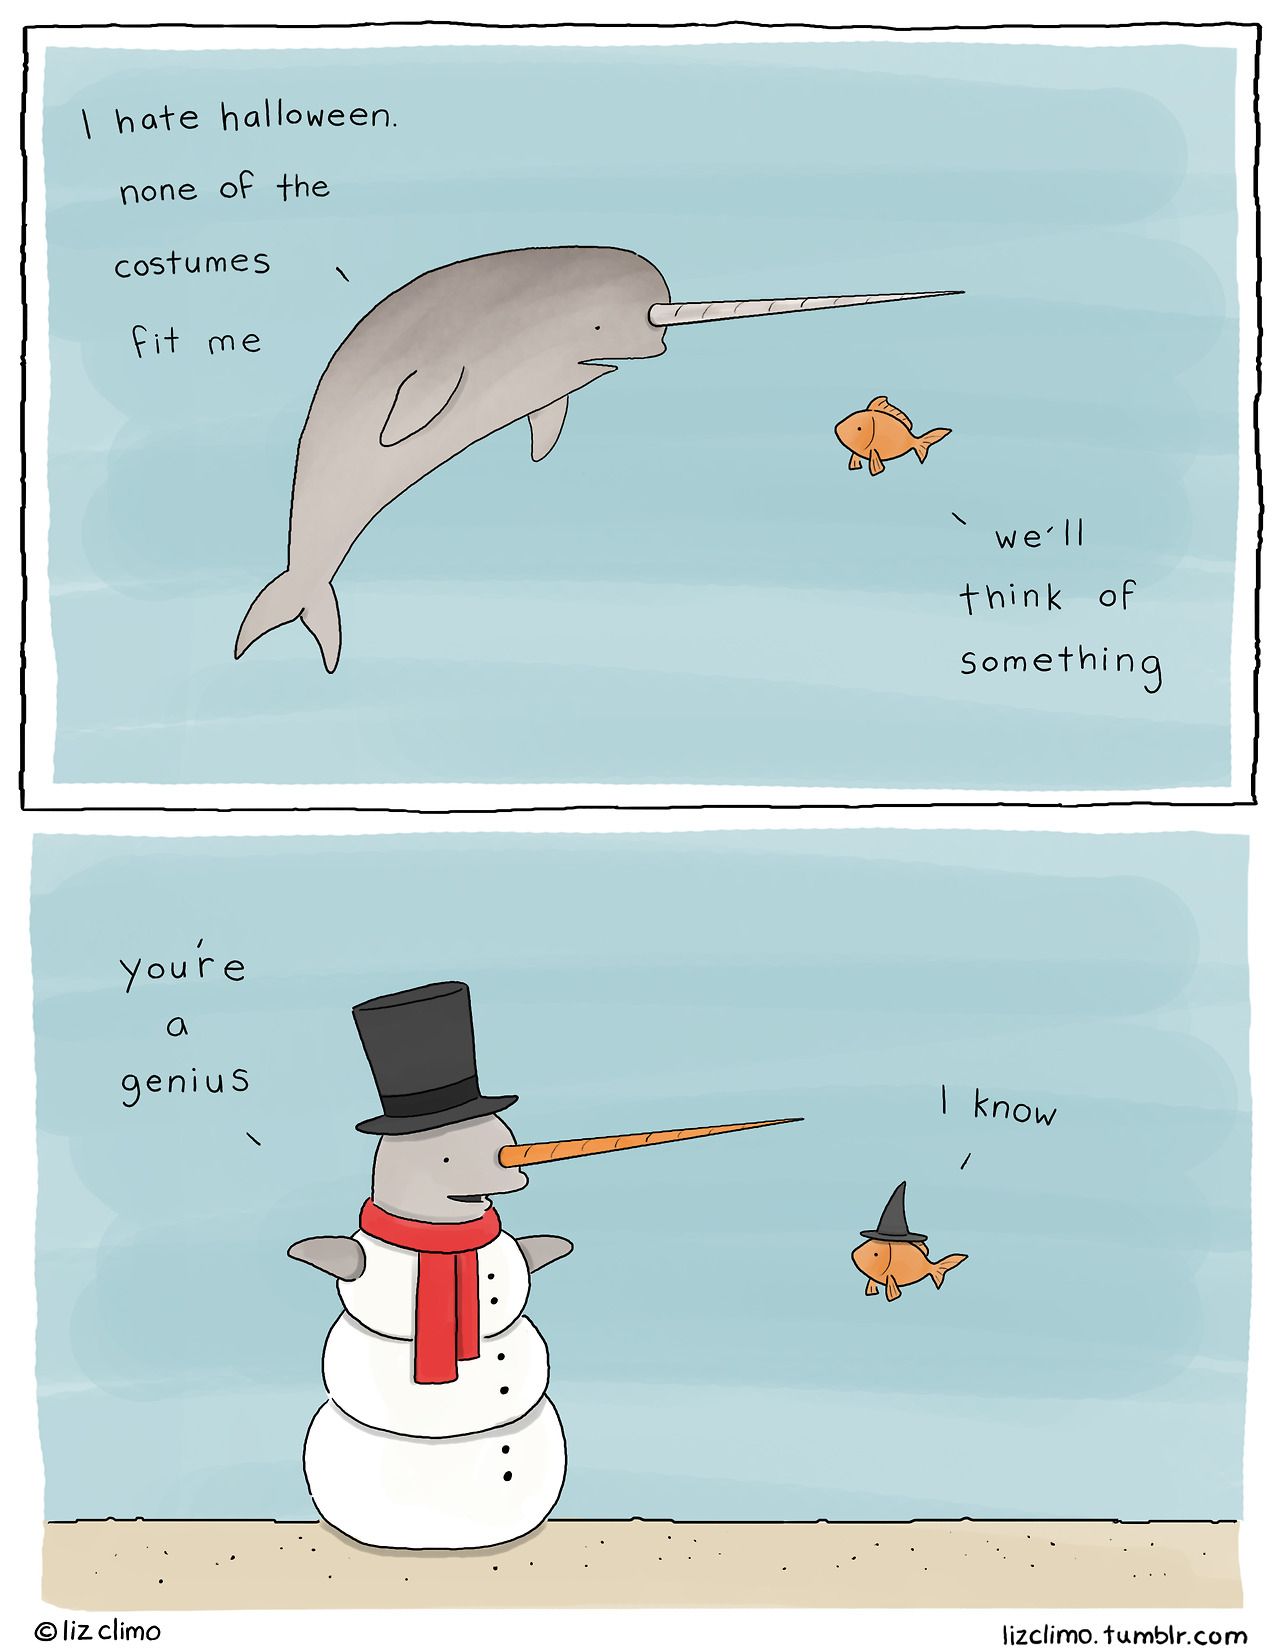 I hate halloween.
none of the
costumes
fit me
we'll
think of
something
you're
a
genius
I know
© liz climo
lizclimo.tumblr.com